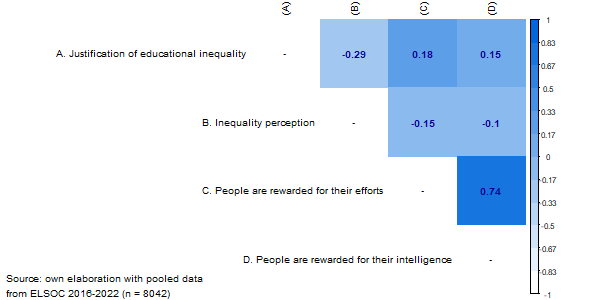 (A) (B) (C) (D)
A. Justification of educational inequality - -0.29 0.18 0.15
B. Inequality perception - -0.15 -0.1
C. People are rewarded for their efforts - 0.74
D. People are rewarded for their intelligence -
1
0.83
0.67
0.5
0.33
0.17
0
-0.17
-0.33
-0.5
-0.67
-0.83
-1
Source: own elaboration with pooled data
from ELSOC 2016-2022 (n = 8042)